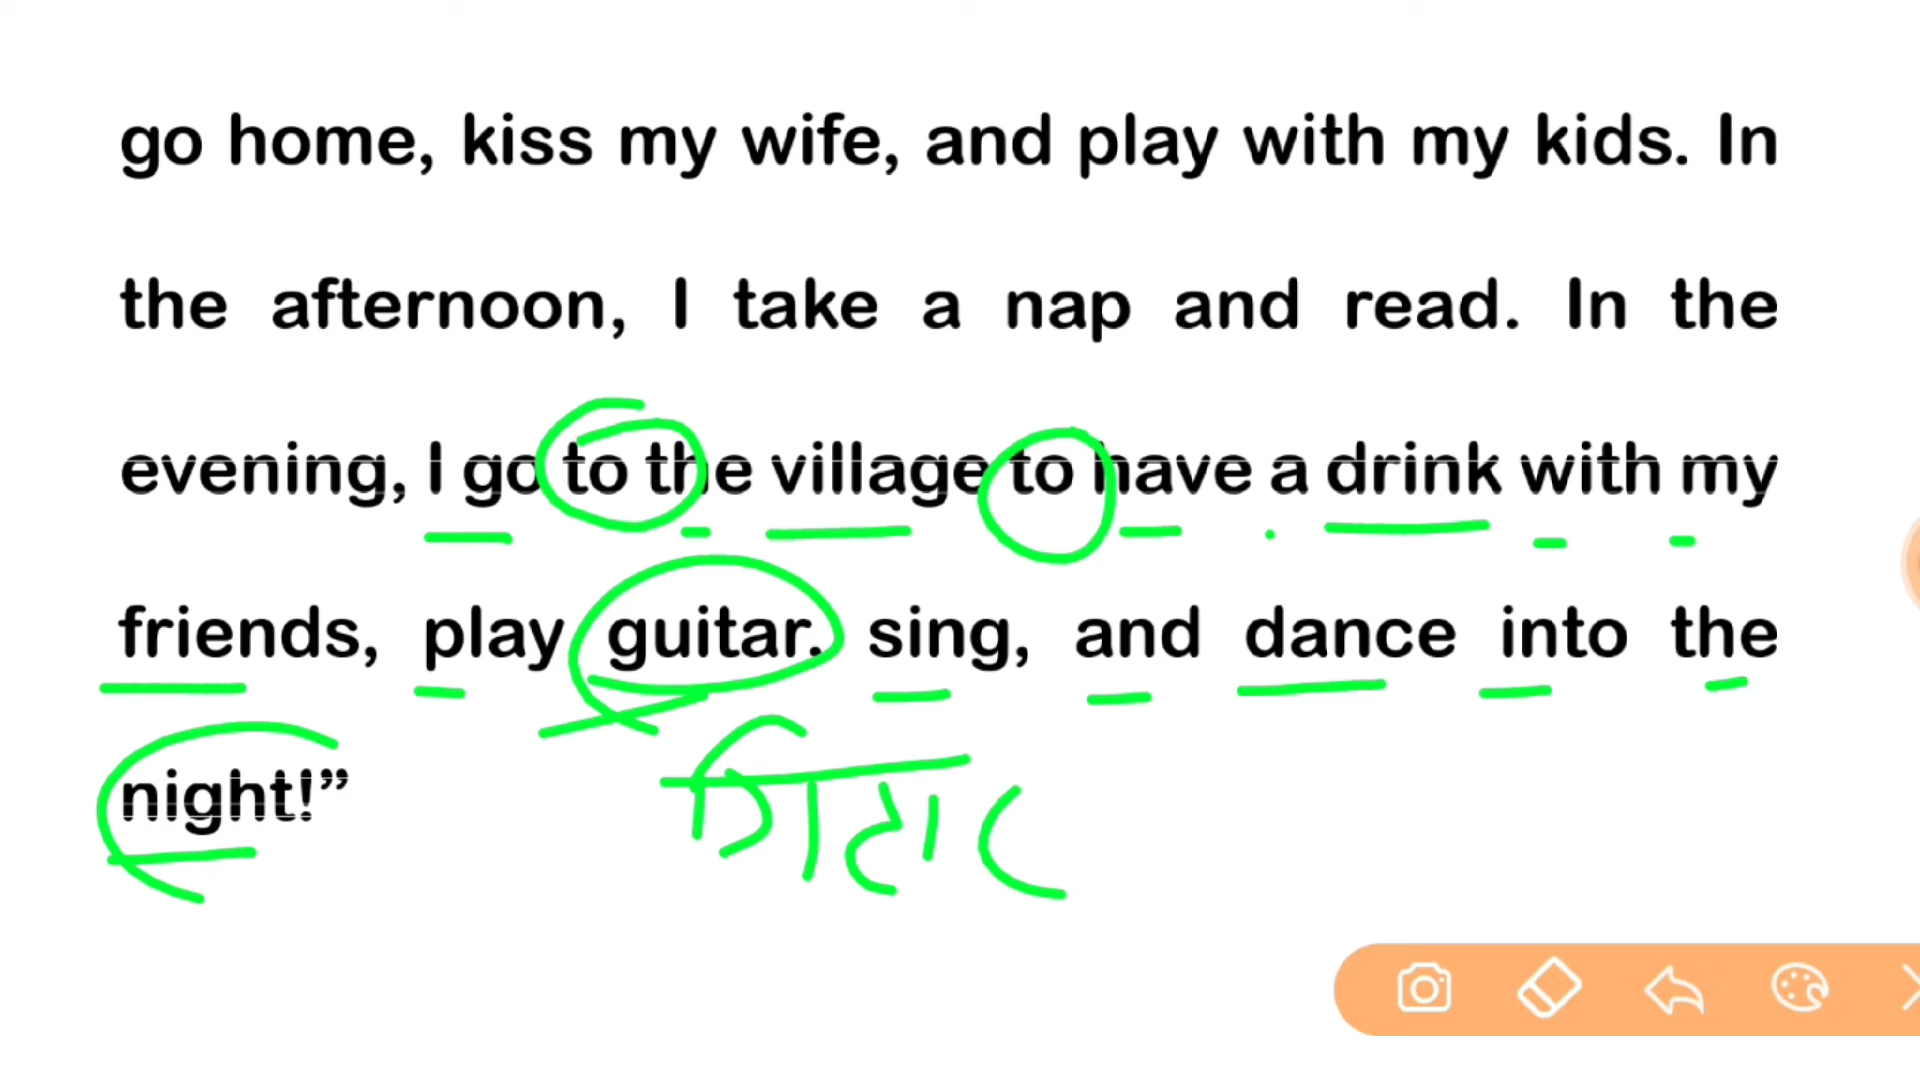 go home, kiss my wife, and play with my kids. In
the afternoon, I take a nap and read. In the
evening, I go to the village to have a drink with my
friends, play guitar. sing, and dance into the
night!”
गिटार